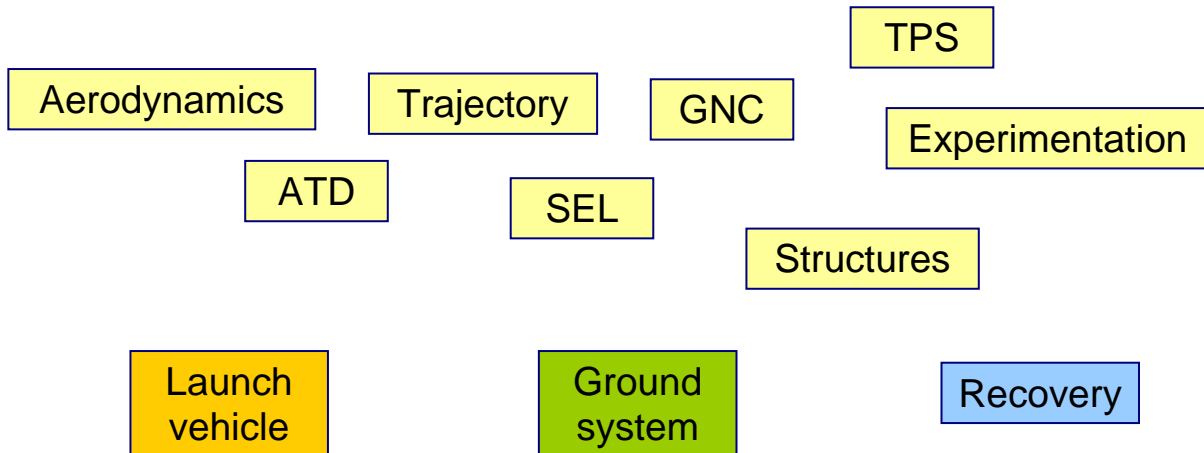 TPS
Aerodynamics
Trajectory
GNC
Experimentation
ATD
SEL
Structures
Launch
vehicle
Ground
system
Recovery